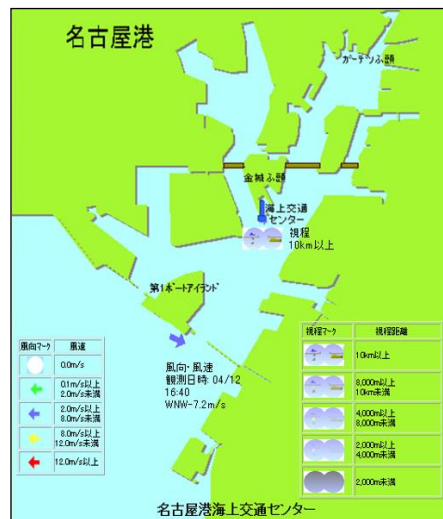 名古屋港
ガーデンふ頭
金城ふ頭
海上交通
センター
視程
10km以上
第1ポートアイランド
風向・風速
観測日時: 04/12
16:40
WNW-7.2m/s
風向マーク 風速
0.0m/s
0.1m/s以上
2.0m/s未満
2.0m/s以上
8.0m/s未満
8.0m/s以上
12.0m/s未満
12.0m/s以上
視程マーク 視程距離
10km以上
8,000m以上
10km未満
4,000m以上
8,000m未満
2,000m以上
4,000m未満
2,000m未満
名古屋港海上交通センター